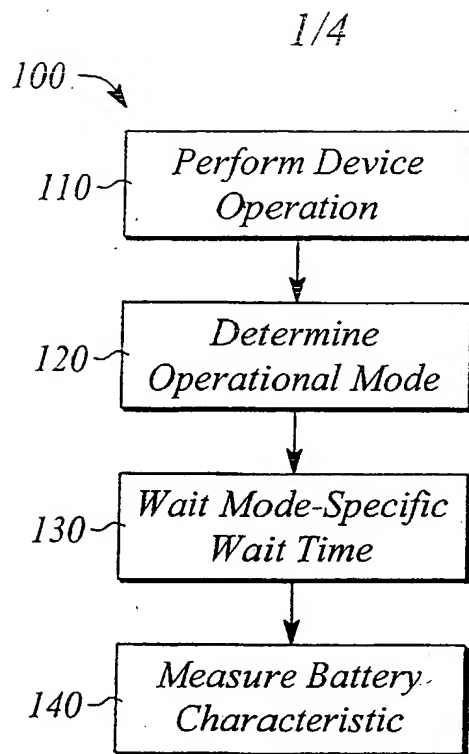 1/4
100
110
Perform Device
Operation
120
Determine
Operational Mode
130
Wait Mode-Specific
Wait Time
140
Measure Battery
Characteristic